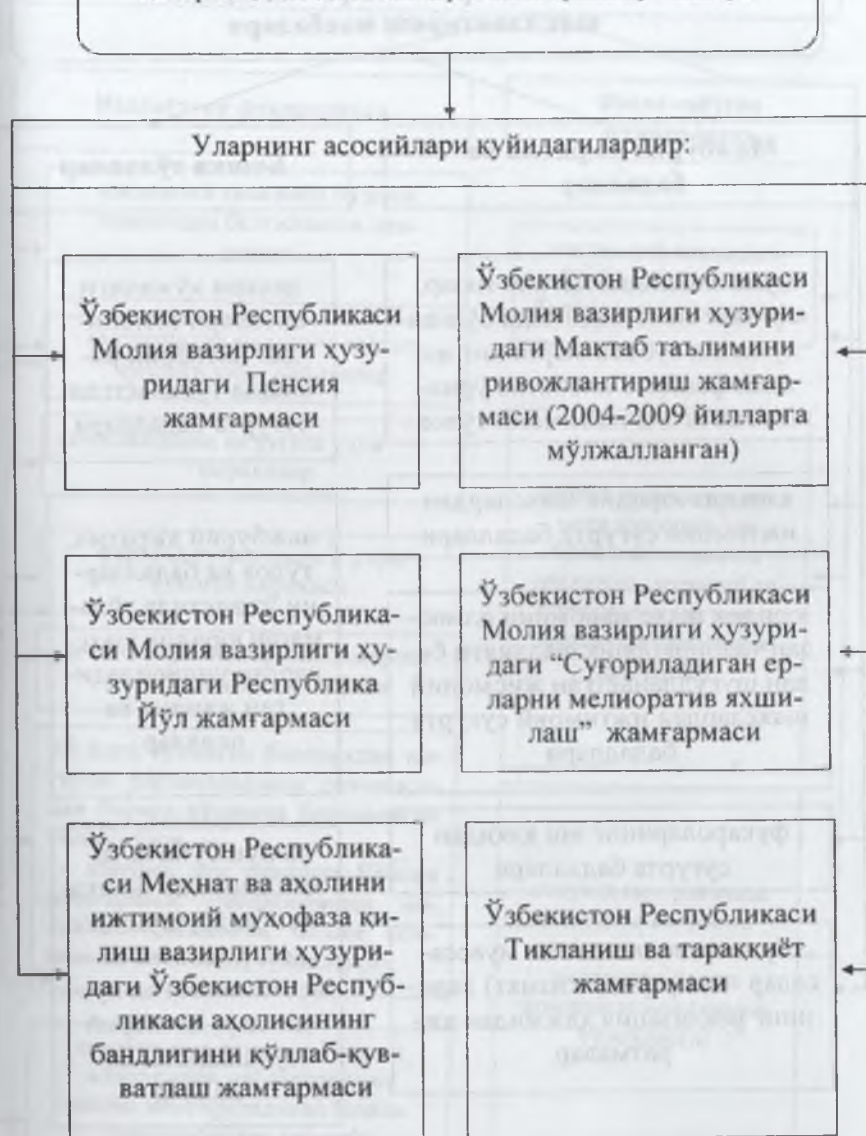 Уларнинг асосийлари қуйидагилардир:
Ўзбекистон Республикаси
Молия вазирлиги ҳузу-
ридаги Пенсия
жамғармаси
Ўзбекистон Республикаси
Молия вазирлиги ҳузури-
даги Мактаб таълимини
ривожлантириш жамғар-
маси (2004-2009 йилларга
мўлжалланган)
Ўзбекистон Республика-
си Молия вазирлиги ҳу-
зуридаги Республика
Йўл жамғармаси
Ўзбекистон Республикаси
Молия вазирлиги ҳузури-
даги “Суғориладиган ер-
ларни мелиоратив яхши-
лаш” жамғармаси
Ўзбекистон Республика-
си Меҳнат ва аҳолини
ижтимоий муҳофаза қи-
лиш вазирлиги ҳузури-
даги Ўзбекистон Респуб-
ликаси аҳолисининг
бандлигини қўллаб-қув-
ватлаш жамғармаси
Ўзбекистон Республикаси
Тикланиш ва тараққиёт
жамғармаси